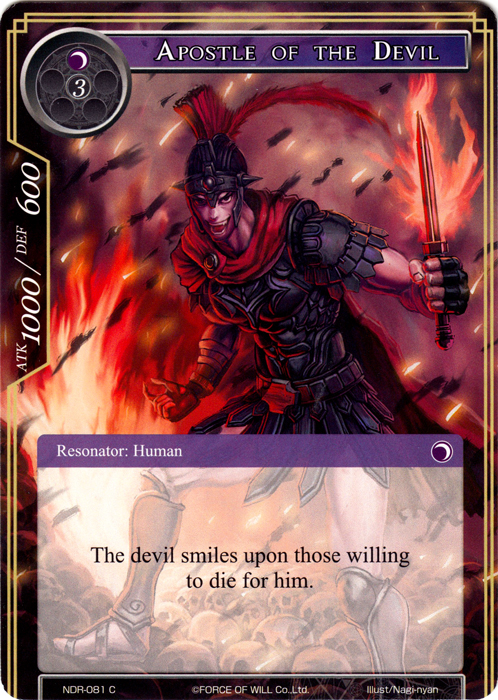 APOSTLE OF THE DEVIL
3
ATK 1000 / DEF 600
Resonator: Human
The devil smiles upon those willing
to die for him.
NDR-081 C
©FORCE OF WILL Co.,Ltd.
Illust/Nagi-nyan